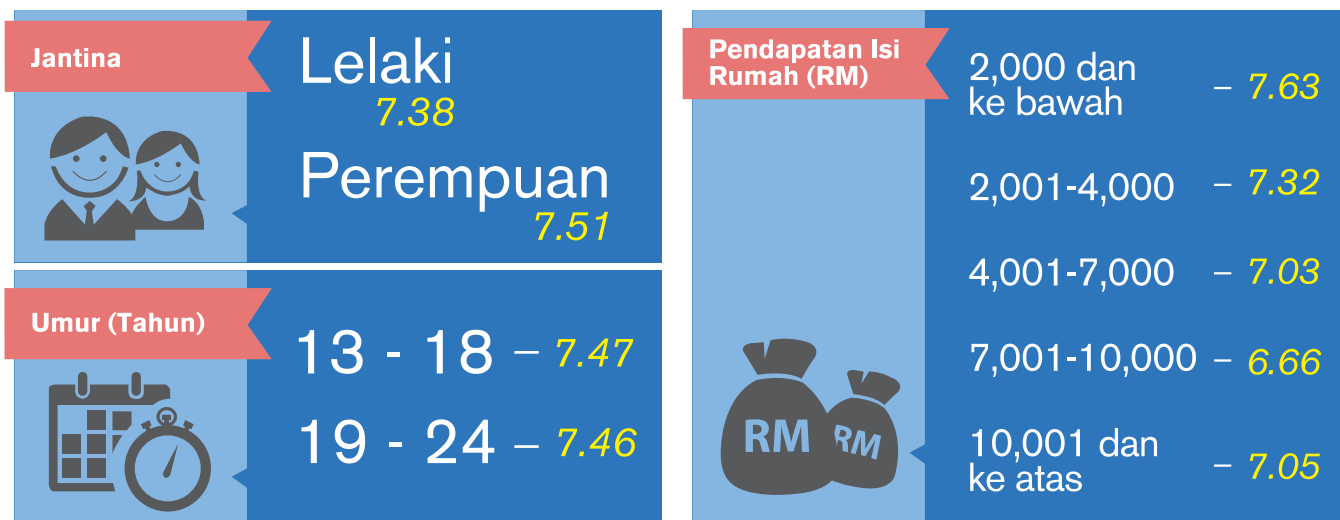 Jantina
Lelaki
7.38
Perempuan
7.51
Umur (Tahun)
13 - 18 – 7.47
19 - 24 – 7.46
Pendapatan Isi
Rumah (RM)
2,000 dan
ke bawah – 7.63
2,001-4,000 – 7.32
4,001-7,000 – 7.03
7,001-10,000 – 6.66
10,001 dan
ke atas – 7.05
RM
RM